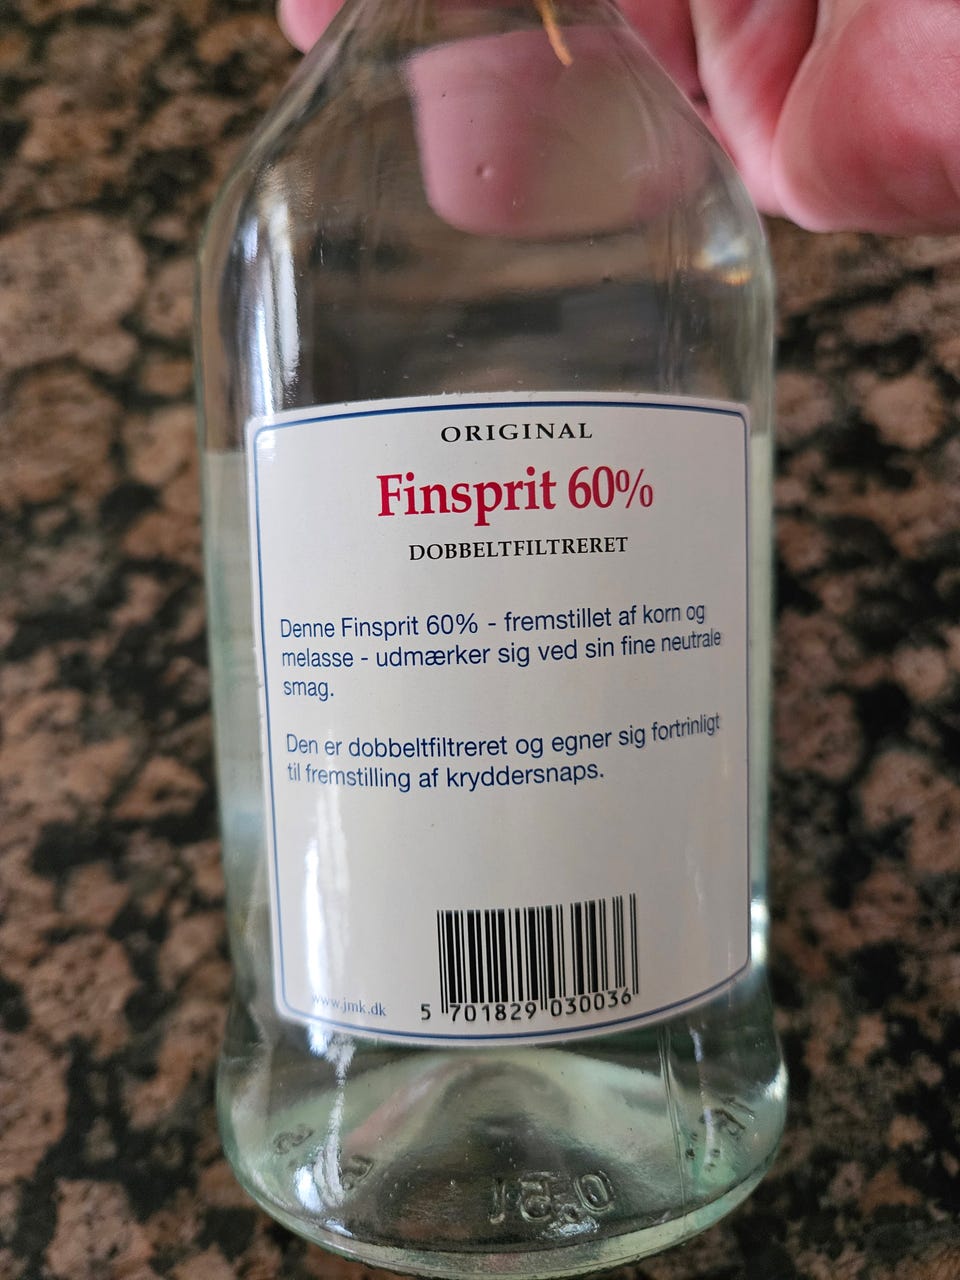 ORIGINAL
Finsprit 60%
DOBBELTFILTRERET
Denne Finsprit 60% - fremstillet af korn og
melasse - udmærker sig ved sin fine neutrale
smag.
Den er dobbeltfiltreret og egner sig fortrinligt
til fremstilling af kryddersnaps.
www.jmk.dk
5 701829 030036
0.5l